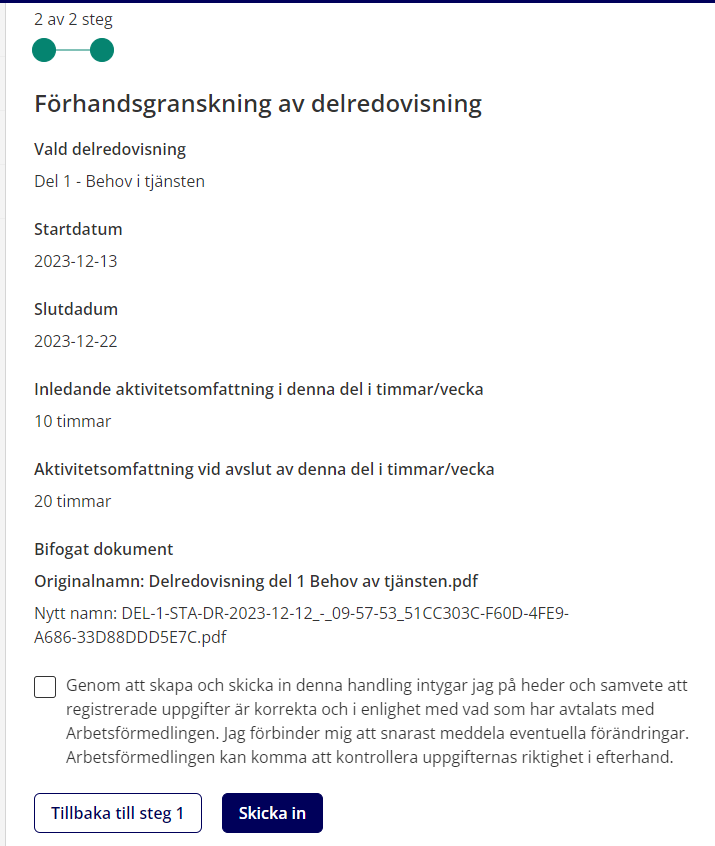 2 av 2 steg
Förhandsgranskning av delredovisning
Vald delredovisning
Del 1 - Behov i tjänsten
Startdatum
2023-12-13
Slutdadum
2023-12-22
Inledande aktivitetsomfattning i denna del i timmar/vecka
10 timmar
Aktivitetsomfattning vid avslut av denna del i timmar/vecka
20 timmar
Bifogat dokument
Originalnamn: Delredovisning del 1 Behov av tjänsten.pdf
Nytt namn: DEL-1-STA-DR-2023-12-12_-_09-57-53_51CC303C-F60D-4FE9-
A686-33D88DDD5E7C.pdf
Genom att skapa och skicka in denna handling intygar jag på heder och samvete att
registrerade uppgifter är korrekta och i enlighet med vad som har avtalats med
Arbetsförmedlingen. Jag förbinder mig att snarast meddela eventuella förändringar.
Arbetsförmedlingen kan komma att kontrollera uppgifternas riktighet i efterhand.
Tillbaka till steg 1
Skicka in